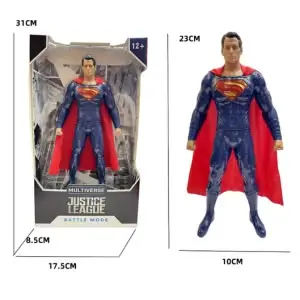 31CM
12+
MULTIVERSE
JUSTICE
LEAGUE
BATTLE MODE
8.5CM
17.5CM
23CM
10CM